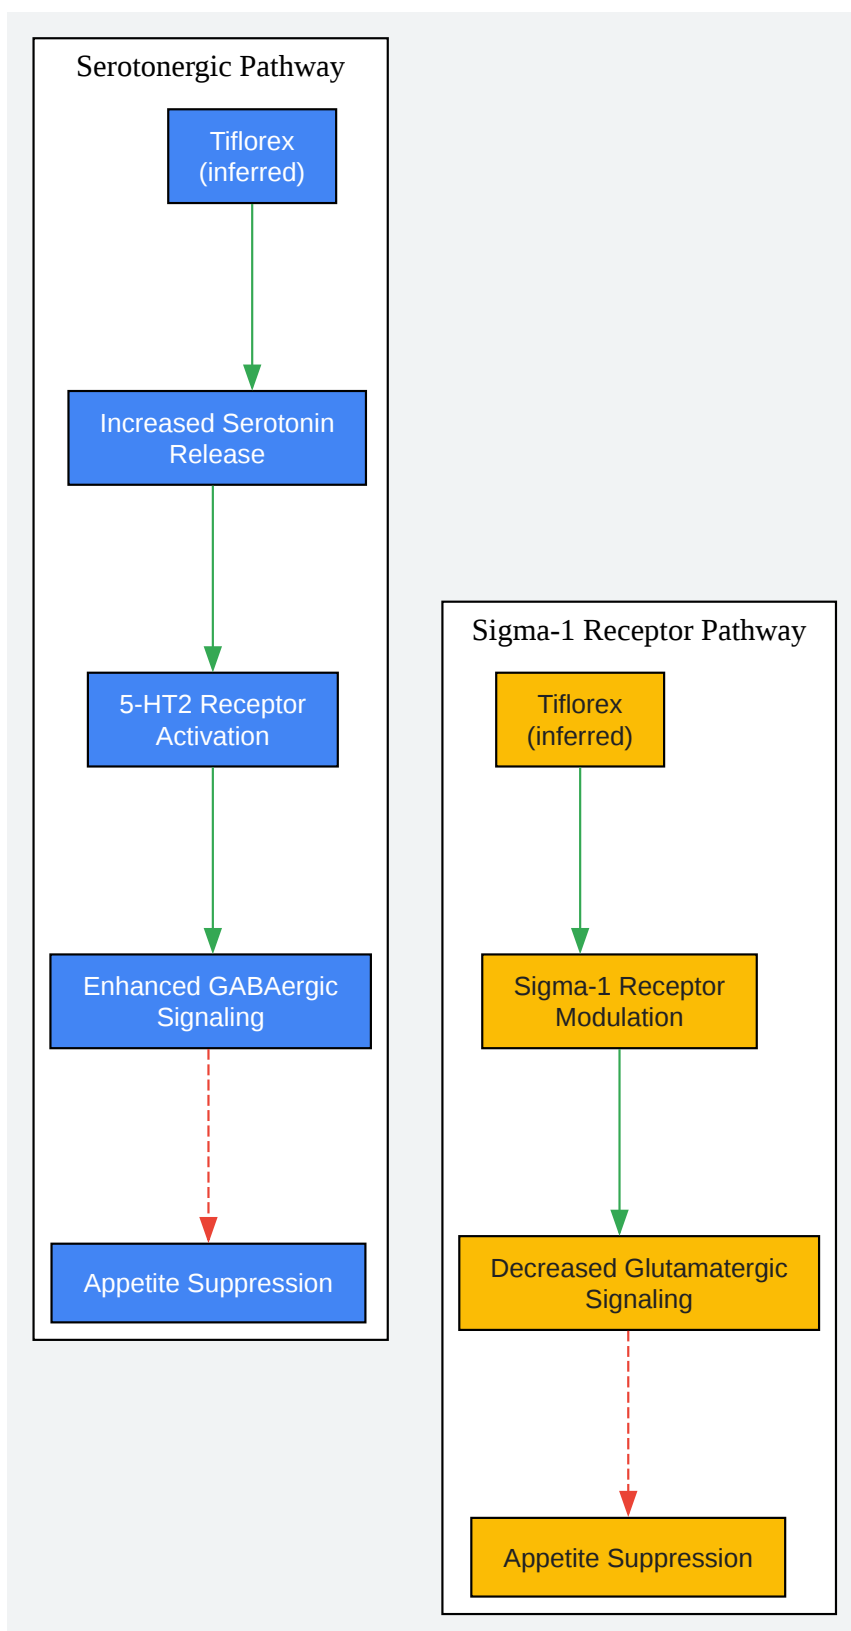 Serotonergic Pathway
Tiflorex
(inferred)
Increased Serotonin
Release
5-HT2 Receptor
Activation
Enhanced GABAergic
Signaling
Appetite Suppression
Sigma-1 Receptor Pathway
Tiflorex
(inferred)
Sigma-1 Receptor
Modulation
Decreased Glutamatergic
Signaling
Appetite Suppression